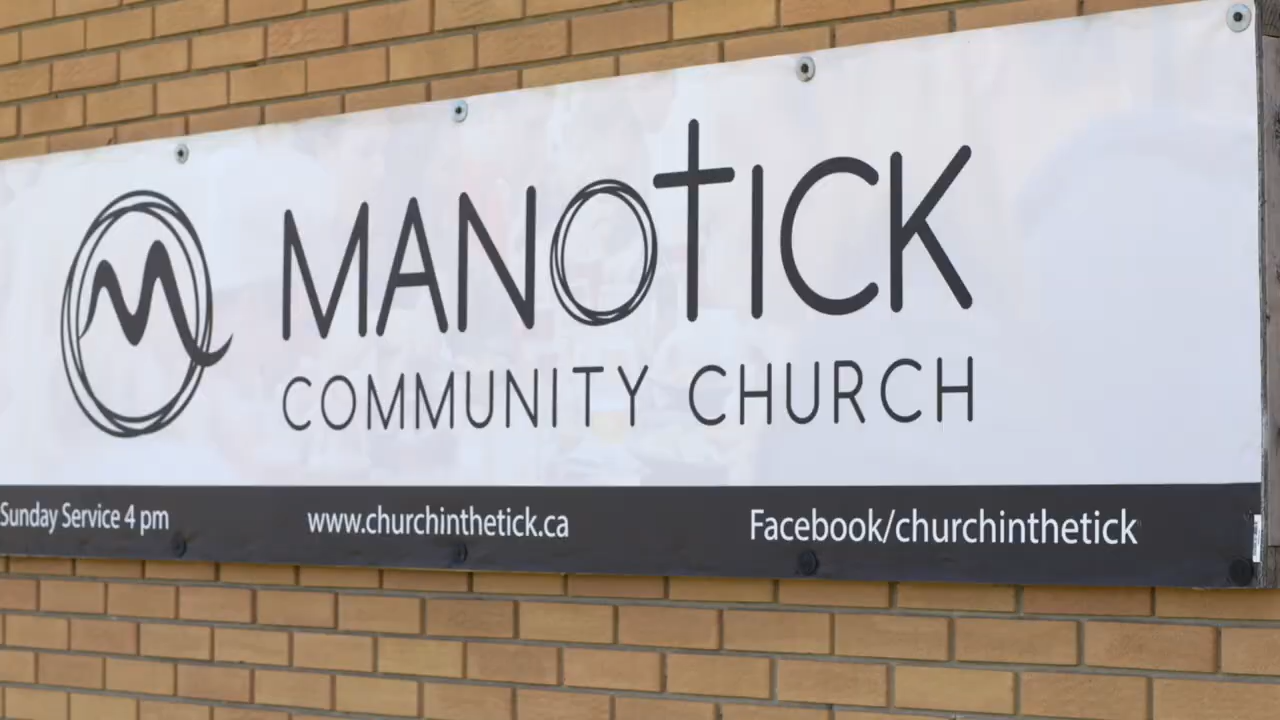 MANOTICK
COMMUNITY CHURCH
Sunday Service 4 pm
www.churchinthetick.ca
Facebook/churchinthetick